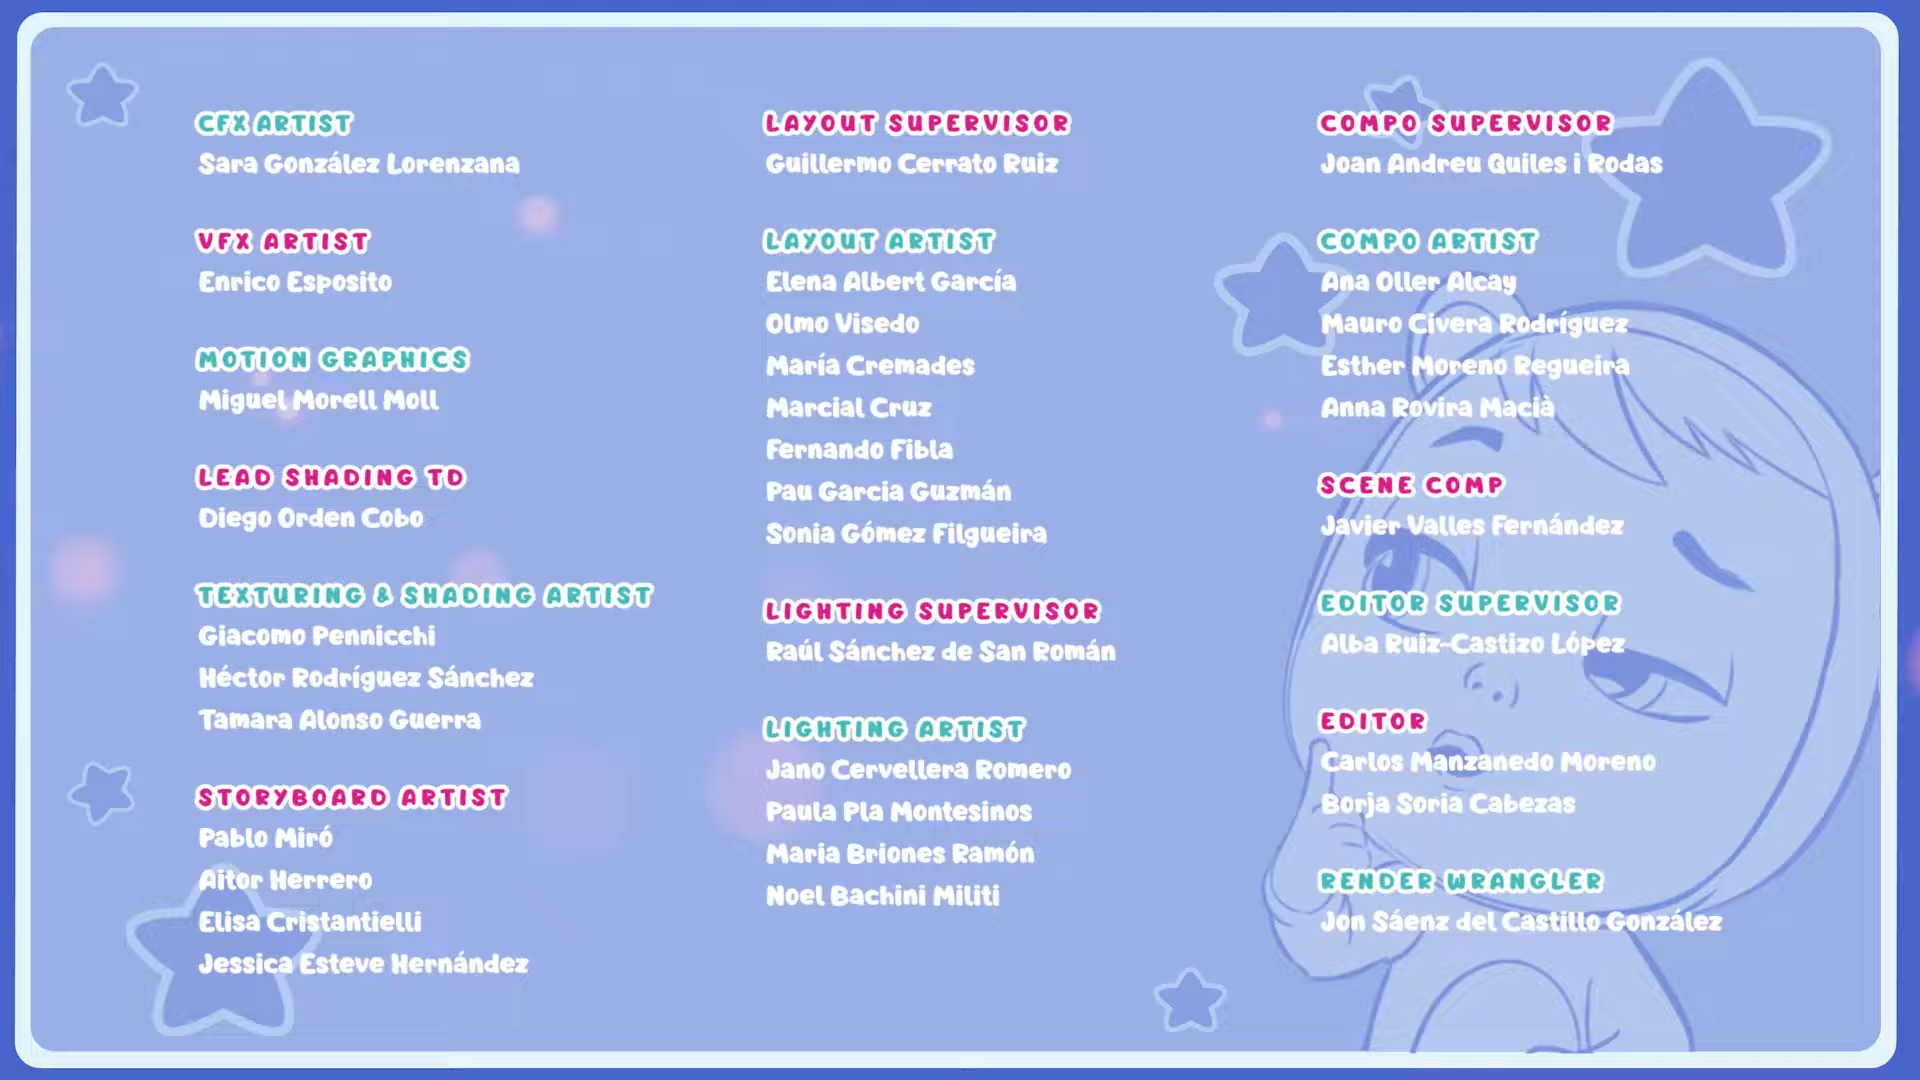 CFX ARTIST
Sara González Lorenzana
VFX ARTIST
Enrico Esposito
MOTION GRAPHICS
Miguel Morell Moll
LEAD SHADING TD
Diego Orden Cobo
TEXTURING & SHADING ARTIST
Giacomo Pennicchi
Héctor Rodríguez Sánchez
Tamara Alonso Guerra
STORYBOARD ARTIST
Pablo Miró
Aitor Herrero
Elisa Cristantielli
Jessica Esteve Hernández
LAYOUT SUPERVISOR
Guillermo Cerrato Ruiz
LAYOUT ARTIST
Elena Albert García
Olmo Visedo
María Cremades
Marcial Cruz
Fernando Fibla
Pau Garcia Guzmán
Sonia Gómez Filgueira
LIGHTING SUPERVISOR
Raúl Sánchez de San Román
LIGHTING ARTIST
Jano Cervellera Romero
Paula Pla Montesinos
Maria Briones Ramón
Noel Bachini Militi
COMPO SUPERVISOR
Joan Andreu Quiles i Rodas
COMPO ARTIST
Ana Oller Alcay
Mauro Civera Rodríguez
Esther Moreno Regueira
Anna Rovira Macià
SCENE COMP
Javier Valles Fernández
EDITOR SUPERVISOR
Alba Ruiz-Castizo López
EDITOR
Carlos Manzanedo Moreno
Borja Soria Cabezas
RENDER WRANGLER
Jon Sáenz del Castillo González